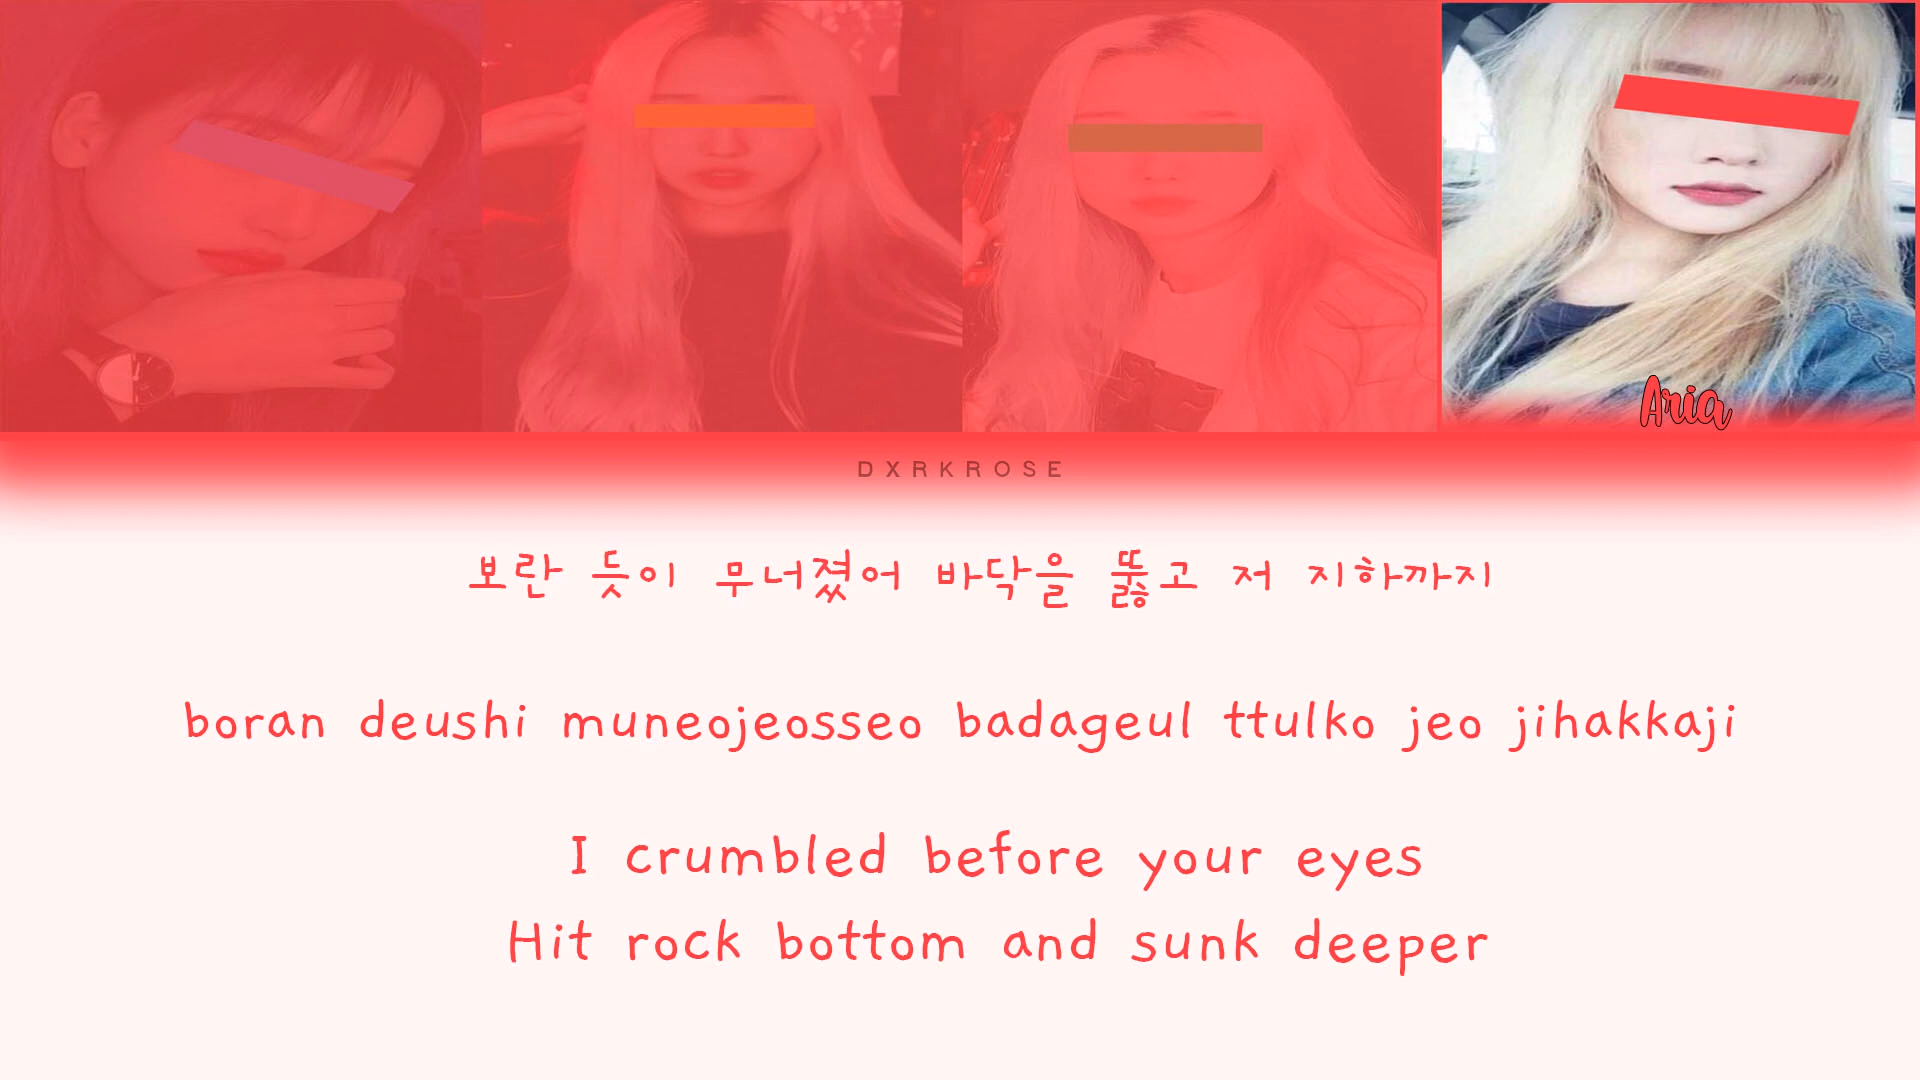 Aria
DXRKROSE
보란 듯이 무너졌어 바닥을 뚫고 저 지하까지
boran deushi muneojeosseo badageul ttulko jeo jihakkaji
I crumbled before your eyes
Hit rock bottom and sunk deeper